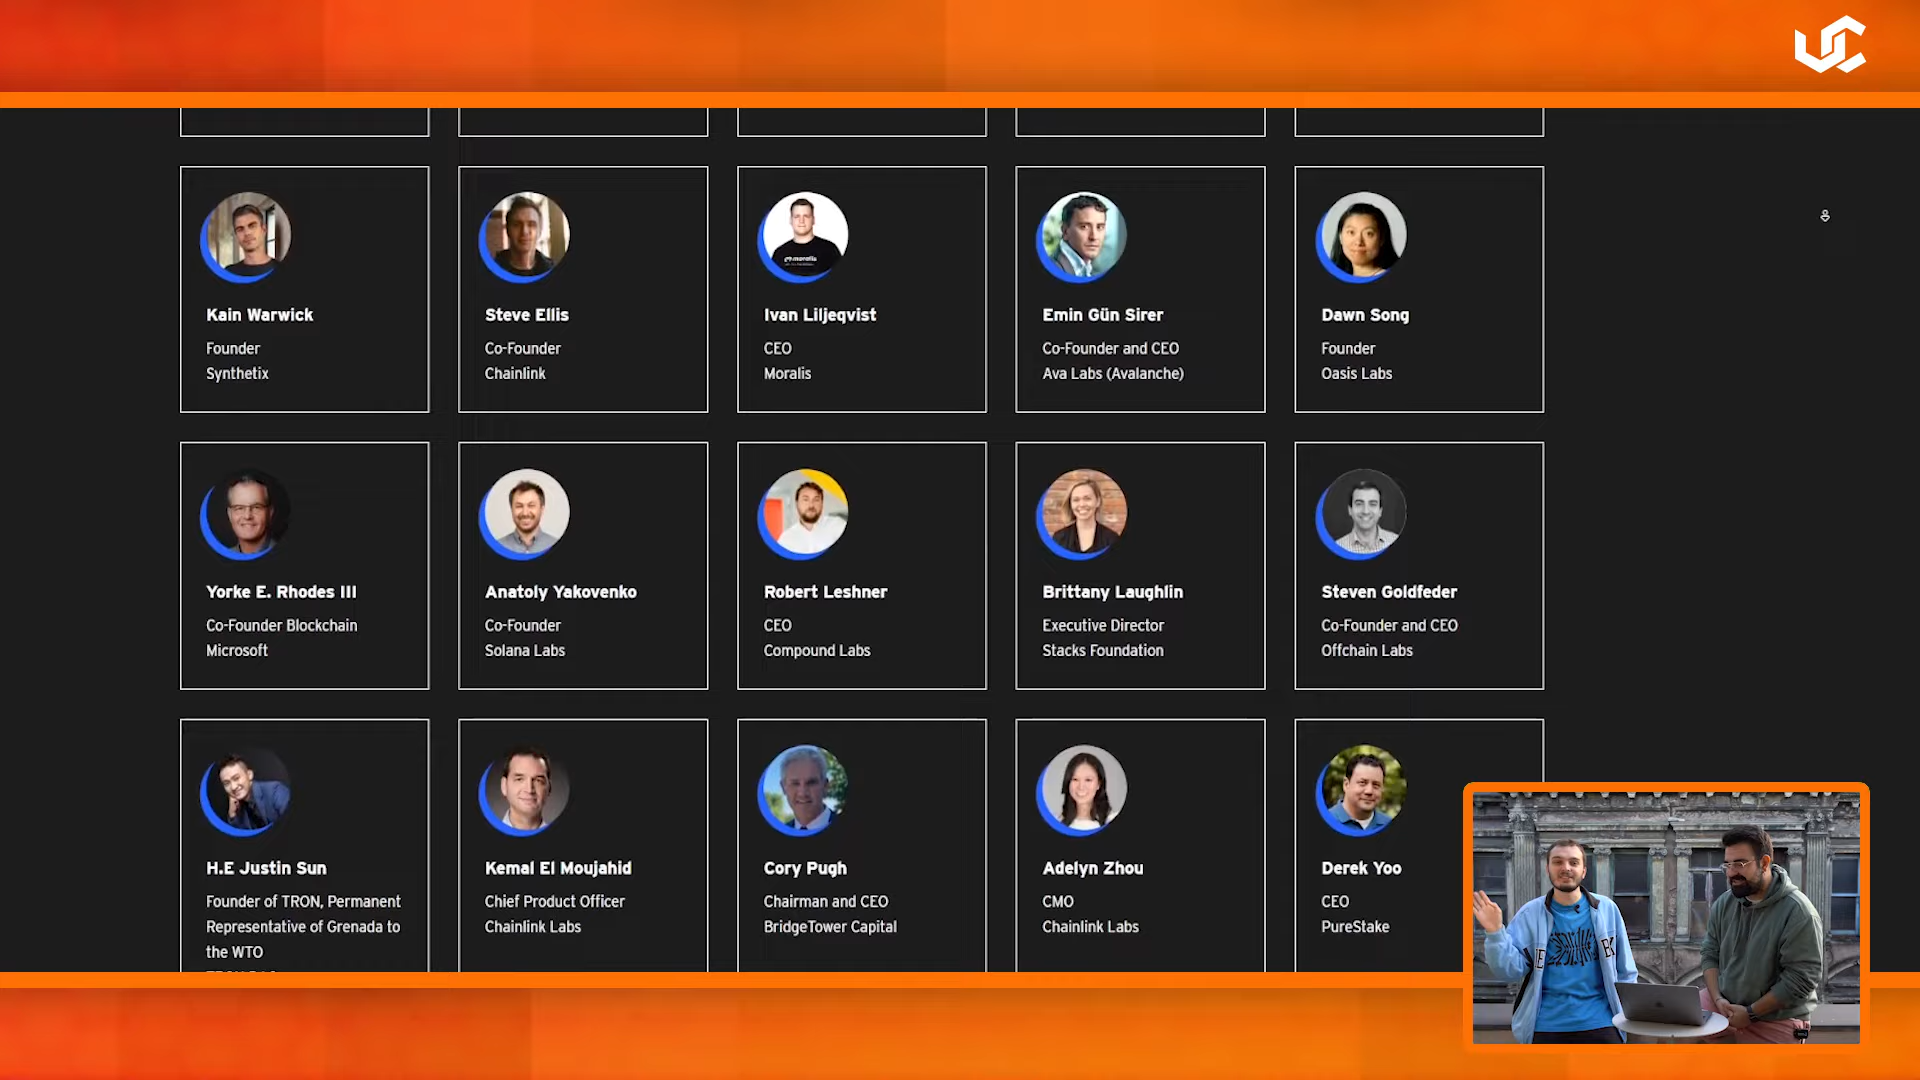 Kain Warwick
Founder
Synthetix
Steve Ellis
Co-Founder
Chainlink
Ivan Liljeqvist
CEO
Moralis
Emin Gün Sirer
Co-Founder and CEO
Ava Labs (Avalanche)
Dawn Song
Founder
Oasis Labs
Yorke E. Rhodes III
Co-Founder Blockchain
Microsoft
Anatoly Yakovenko
Co-Founder
Solana Labs
Robert Leshner
CEO
Compound Labs
Brittany Laughlin
Executive Director
Stacks Foundation
Steven Goldfeder
Co-Founder and CEO
Offchain Labs
H.E Justin Sun
Founder of TRON, Permanent
Representative of Grenada to
the WTO
Kemal El Moujahid
Chief Product Officer
Chainlink Labs
Cory Pugh
Chairman and CEO
BridgeTower Capital
Adelyn Zhou
CMO
Chainlink Labs
Derek Yoo
CEO
PureStake